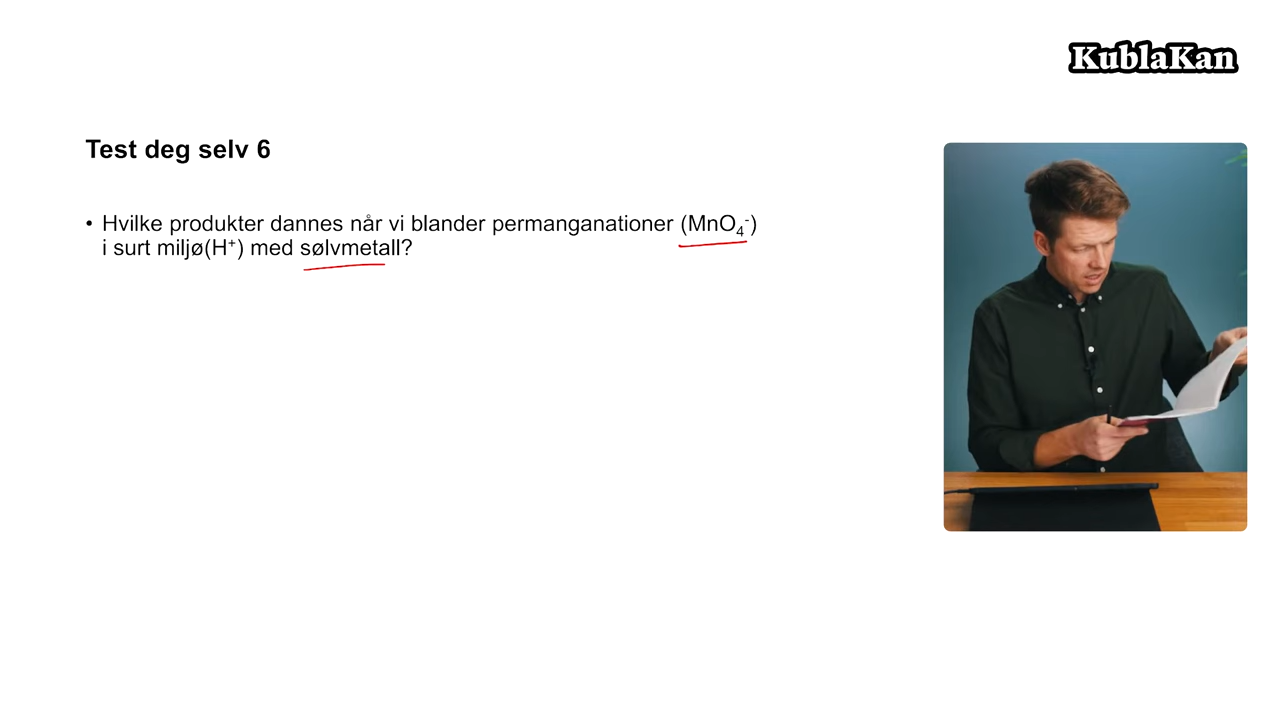 KublaKan
Test deg selv 6
• Hvilke produkter dannes når vi blander permanganationer (MnO₄⁻)
i surt miljø(H⁺) med sølvmetall?